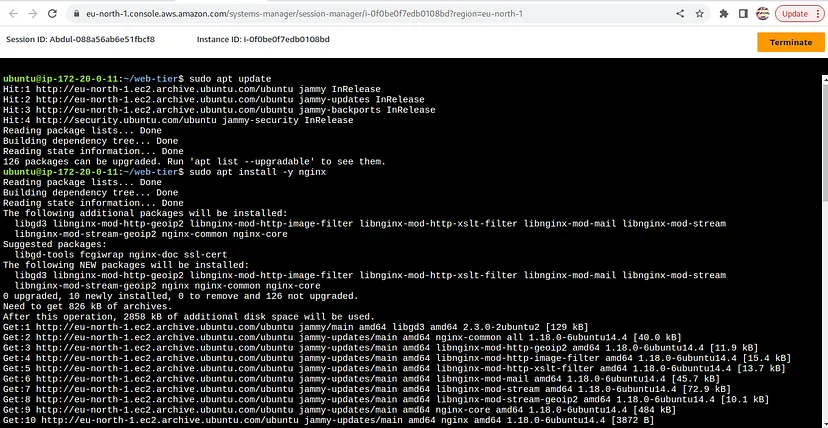 eu-north-1.console.aws.amazon.com/systems-manager/session-manager/i-0f0be0f7edb0108bd?region=eu-north-1
Update
Session ID: Abdul-088a56ab6e51fbcf8 Instance ID: i-0f0be0f7edb0108bd
Terminate
ubuntu@ip-172-20-0-11:~/web-tier$ sudo apt update
Hit:1 http://eu-north-1.ec2.archive.ubuntu.com/ubuntu jammy InRelease
Hit:2 http://eu-north-1.ec2.archive.ubuntu.com/ubuntu jammy-updates InRelease
Hit:3 http://eu-north-1.ec2.archive.ubuntu.com/ubuntu jammy-backports InRelease
Hit:4 http://security.ubuntu.com/ubuntu jammy-security InRelease
Reading package lists... Done
Building dependency tree... Done
Reading state information... Done
126 packages can be upgraded. Run 'apt list --upgradable' to see them.
ubuntu@ip-172-20-0-11:~/web-tier$ sudo apt install -y nginx
Reading package lists... Done
Building dependency tree... Done
Reading state information... Done
The following additional packages will be installed:
libgd3 libnginx-mod-http-geoip2 libnginx-mod-http-image-filter libnginx-mod-http-xslt-filter libnginx-mod-mail libnginx-mod-stream
libnginx-mod-stream-geoip2 nginx-common nginx-core
Suggested packages:
libgd-tools fcgiwrap nginx-doc ssl-cert
The following NEW packages will be installed:
libgd3 libnginx-mod-http-geoip2 libnginx-mod-http-image-filter libnginx-mod-http-xslt-filter libnginx-mod-mail libnginx-mod-stream
libnginx-mod-stream-geoip2 nginx nginx-common nginx-core
0 upgraded, 10 newly installed, 0 to remove and 126 not upgraded.
Need to get 826 kB of archives.
After this operation, 2858 kB of additional disk space will be used.
Get:1 http://eu-north-1.ec2.archive.ubuntu.com/ubuntu jammy/main amd64 libgd3 amd64 2.3.0-2ubuntu2 [129 kB]
Get:2 http://eu-north-1.ec2.archive.ubuntu.com/ubuntu jammy-updates/main amd64 nginx-common all 1.18.0-6ubuntu14.4 [40.0 kB]
Get:3 http://eu-north-1.ec2.archive.ubuntu.com/ubuntu jammy-updates/main amd64 libnginx-mod-http-geoip2 amd64 1.18.0-6ubuntu14.4 [11.9 kB]
Get:4 http://eu-north-1.ec2.archive.ubuntu.com/ubuntu jammy-updates/main amd64 libnginx-mod-http-image-filter amd64 1.18.0-6ubuntu14.4 [15.4 kB]
Get:5 http://eu-north-1.ec2.archive.ubuntu.com/ubuntu jammy-updates/main amd64 libnginx-mod-http-xslt-filter amd64 1.18.0-6ubuntu14.4 [13.7 kB]
Get:6 http://eu-north-1.ec2.archive.ubuntu.com/ubuntu jammy-updates/main amd64 libnginx-mod-mail amd64 1.18.0-6ubuntu14.4 [45.7 kB]
Get:7 http://eu-north-1.ec2.archive.ubuntu.com/ubuntu jammy-updates/main amd64 libnginx-mod-stream amd64 1.18.0-6ubuntu14.4 [72.9 kB]
Get:8 http://eu-north-1.ec2.archive.ubuntu.com/ubuntu jammy-updates/main amd64 libnginx-mod-stream-geoip2 amd64 1.18.0-6ubuntu14.4 [10.1 kB]
Get:9 http://eu-north-1.ec2.archive.ubuntu.com/ubuntu jammy-updates/main amd64 nginx-core amd64 1.18.0-6ubuntu14.4 [484 kB]
Get:10 http://eu-north-1.ec2.archive.ubuntu.com/ubuntu jammy-updates/main amd64 nginx amd64 1.18.0-6ubuntu14.4 [3872 B]